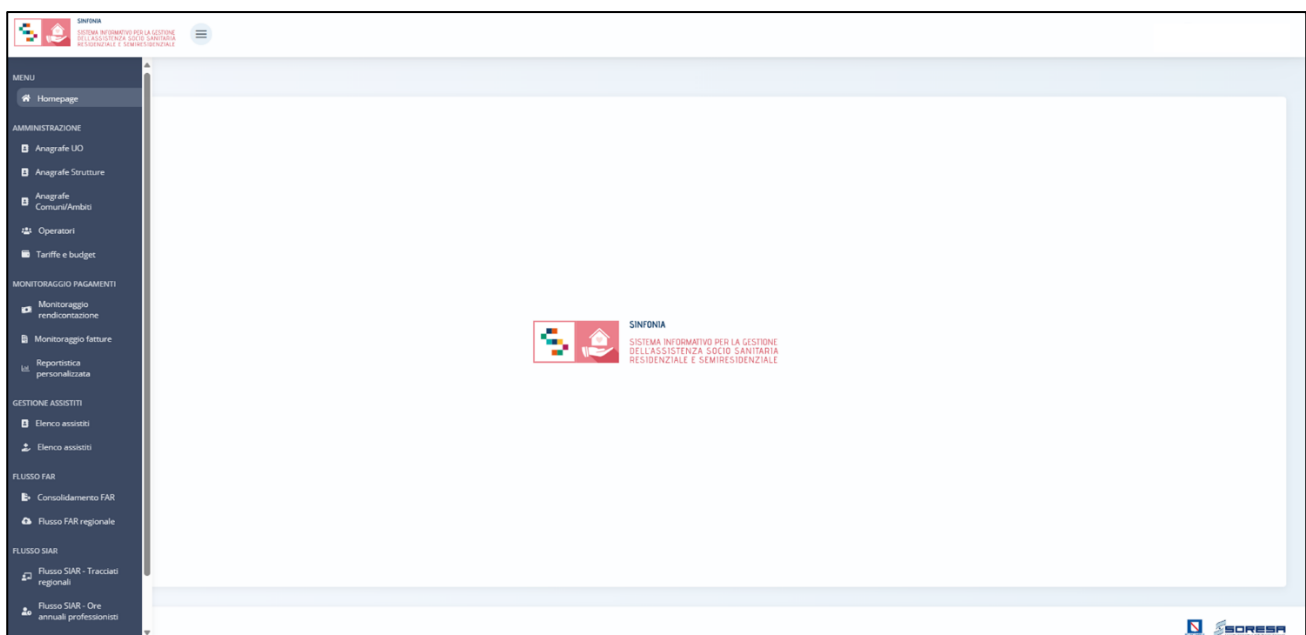 SINFONIA
SISTEMA INFORMATIVO PER LA GESTIONE
DELL'ASSISTENZA SOCIO SANITARIA
RESIDENZIALE E SEMIRESIDENZIALE
MENU
Homepage
AMMINISTRAZIONE
Anagrafe UO
Anagrafe Strutture
Anagrafe
Comuni/Ambiti
Operatori
Tariffe e budget
MONITORAGGIO PAGAMENTI
Monitoraggio
rendicontazione
Monitoraggio fatture
Reportistica
personalizzata
GESTIONE ASSISTITI
Elenco assistiti
Elenco assistiti
FLUSSO FAR
Consolidamento FAR
Flusso FAR regionale
FLUSSO SIAR
Flusso SIAR - Tracciati
regionali
Flusso SIAR - Ore
annuali professionisti
SINFONIA
SISTEMA INFORMATIVO PER LA GESTIONE
DELL'ASSISTENZA SOCIO SANITARIA
RESIDENZIALE E SEMIRESIDENZIALE
SORESA